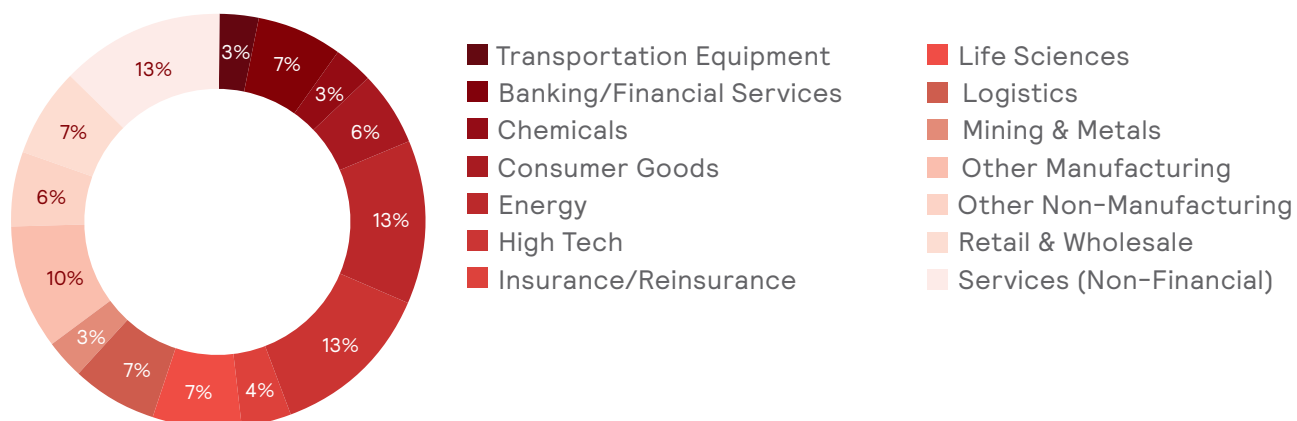 3%
7%
3%
6%
13%
13%
4%
7%
7%
3%
10%
6%
7%
13%
Transportation Equipment
Banking/Financial Services
Chemicals
Consumer Goods
Energy
High Tech
Insurance/Reinsurance
Life Sciences
Logistics
Mining & Metals
Other Manufacturing
Other Non-Manufacturing
Retail & Wholesale
Services (Non-Financial)